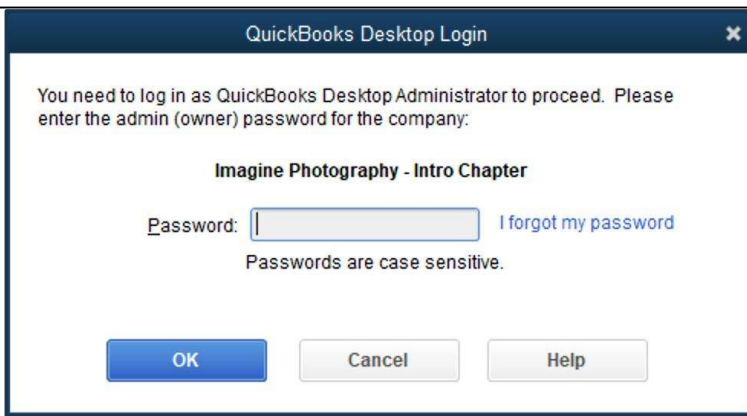 QuickBooks Desktop Login
You need to log in as QuickBooks Desktop Administrator to proceed. Please
enter the admin (owner) password for the company:
Imagine Photography - Intro Chapter
Password:
I forgot my password
Passwords are case sensitive.
OK
Cancel
Help